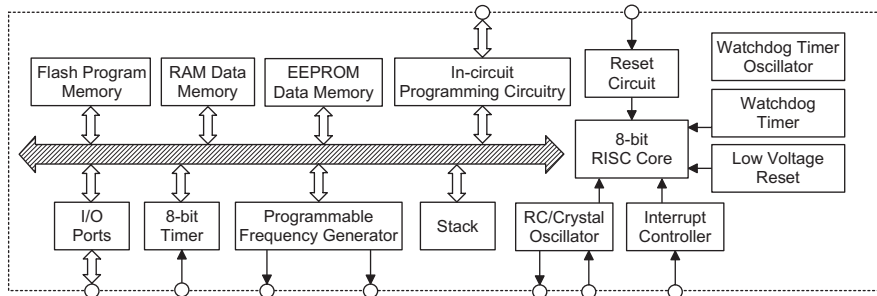 Flash Program
Memory
RAM Data
Memory
EEPROM
Data Memory
In-circuit
Programming Circuitry
Reset
Circuit
Watchdog Timer
Oscillator
8-bit
RISC Core
Watchdog
Timer
Low Voltage
Reset
I/O
Ports
8-bit
Timer
Programmable
Frequency Generator
Stack
RC/Crystal
Oscillator
Interrupt
Controller